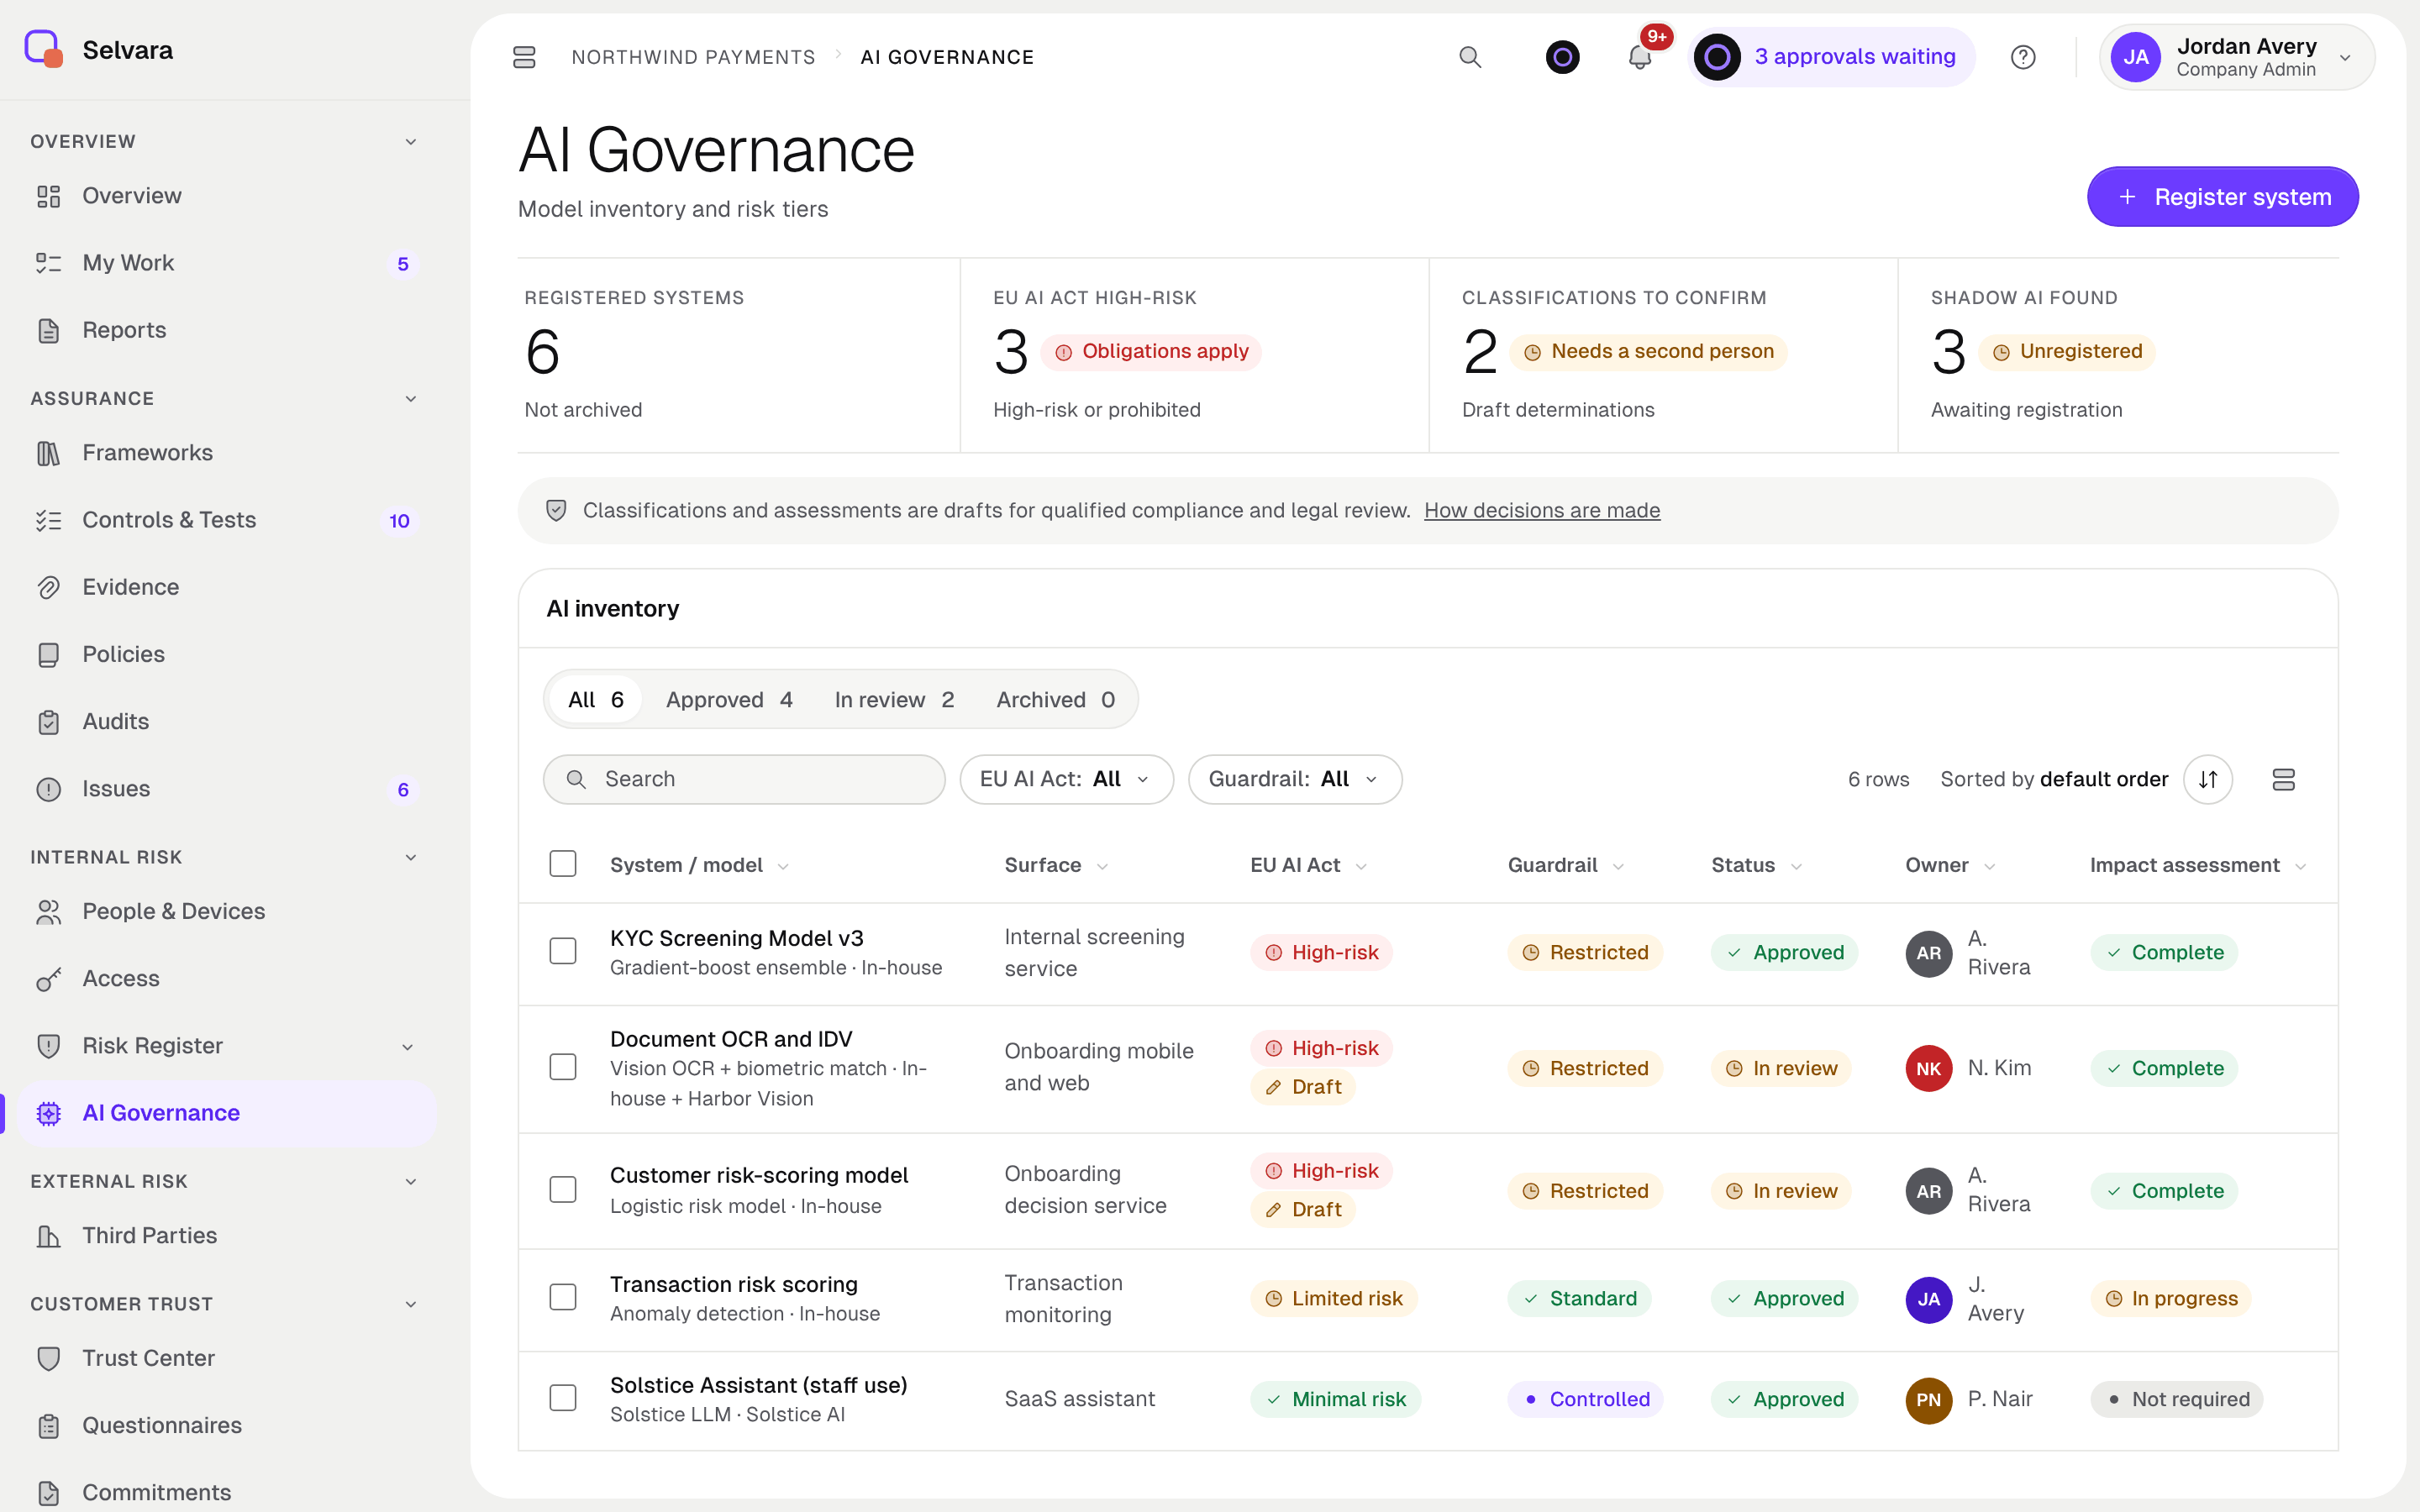 Selvara
OVERVIEW
Overview
My Work 5
Reports
ASSURANCE
Frameworks
Controls & Tests 10
Evidence
Policies
Audits
Issues 6
INTERNAL RISK
People & Devices
Access
Risk Register
AI Governance
EXTERNAL RISK
Third Parties
CUSTOMER TRUST
Trust Center
Questionnaires
Commitments
NORTHWIND PAYMENTS AI GOVERNANCE
9+
3 approvals waiting
JA
Jordan Avery
Company Admin
AI Governance
Model inventory and risk tiers
Register system
REGISTERED SYSTEMS
6
Not archived
EU AI ACT HIGH-RISK
3 Obligations apply
High-risk or prohibited
CLASSIFICATIONS TO CONFIRM
2 Needs a second person
Draft determinations
SHADOW AI FOUND
3 Unregistered
Awaiting registration
Classifications and assessments are drafts for qualified compliance and legal review. How decisions are made
AI inventory
All 6 Approved 4 In review 2 Archived 0
Search EU AI Act: All Guardrail: All 6 rows Sorted by default order
System / model Surface EU AI Act Guardrail Status Owner Impact assessment
KYC Screening Model v3
Gradient-boost ensemble · In-house
Internal screening
service
High-risk
Restricted
Approved
AR
A.
Rivera
Complete
Document OCR and IDV
Vision OCR + biometric match · In-
house + Harbor Vision
Onboarding mobile
and web
High-risk
Draft
Restricted
In review
NK
N. Kim
Complete
Customer risk-scoring model
Logistic risk model · In-house
Onboarding
decision service
High-risk
Draft
Restricted
In review
AR
A.
Rivera
Complete
Transaction risk scoring
Anomaly detection · In-house
Transaction
monitoring
Limited risk
Standard
Approved
JA
J.
Avery
In progress
Solstice Assistant (staff use)
Solstice LLM · Solstice AI
SaaS assistant
Minimal risk
Controlled
Approved
PN
P. Nair
Not required